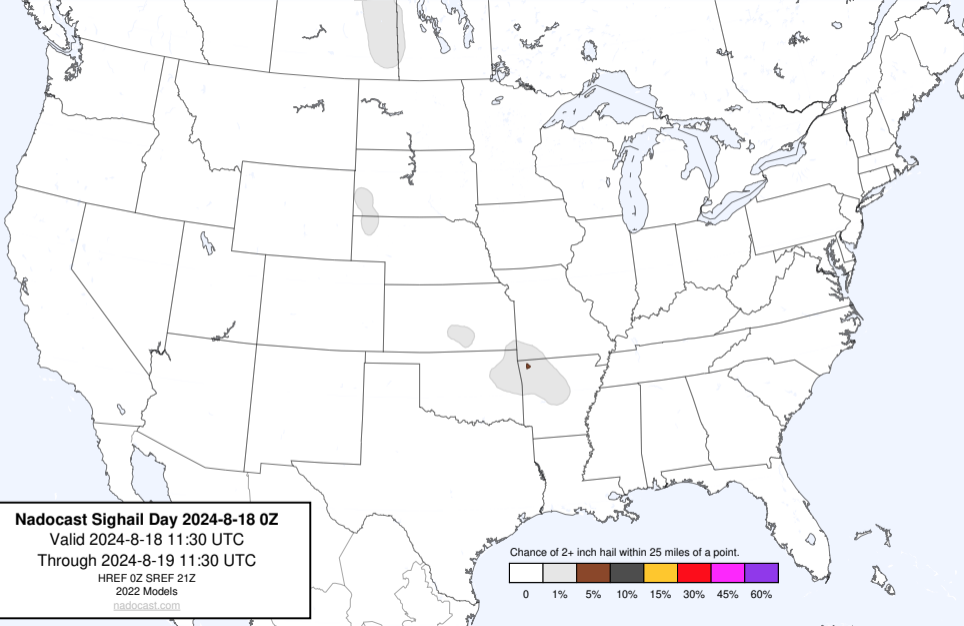 Nadocast Sighail Day 2024-8-18 0Z
Valid 2024-8-18 11:30 UTC
Through 2024-8-19 11:30 UTC
HREF 0Z SREF 21Z
2022 Models
nadocast.com
Chance of 2+ inch hail within 25 miles of a point.
0 1% 5% 10% 15% 30% 45% 60%